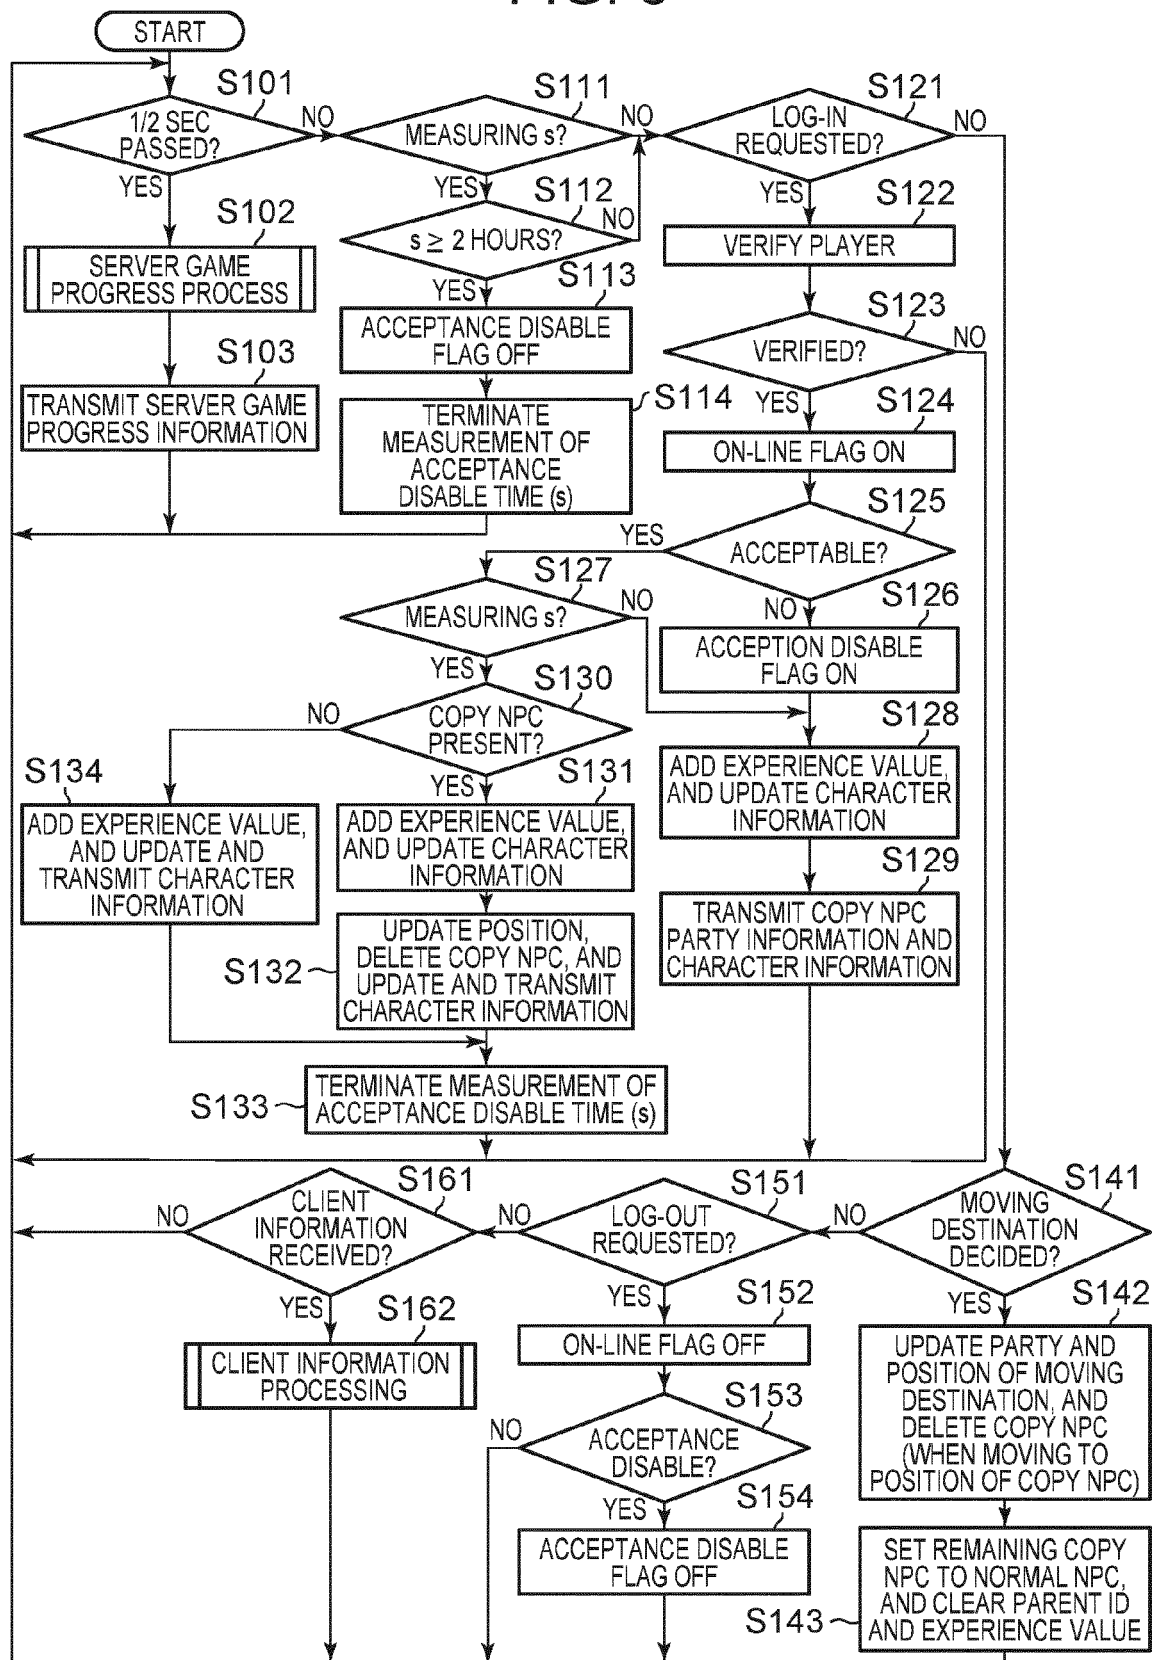 START
S101
1/2 SEC
PASSED?
NO
YES
S102
SERVER GAME
PROGRESS PROCESS
S103
TRANSMIT SERVER GAME
PROGRESS INFORMATION
S111
MEASURING s?
NO
YES
S112
s ≥ 2 HOURS?
NO
YES
S113
ACCEPTANCE DISABLE
FLAG OFF
S114
TERMINATE
MEASUREMENT OF
ACCEPTANCE
DISABLE TIME (s)
S121
LOG-IN
REQUESTED?
NO
YES
S122
VERIFY PLAYER
S123
VERIFIED?
NO
YES
S124
ON-LINE FLAG ON
S125
ACCEPTABLE?
YES
NO
S126
ACCEPTION DISABLE
FLAG ON
S127
MEASURING s?
NO
YES
S128
ADD EXPERIENCE VALUE,
AND UPDATE CHARACTER
INFORMATION
S129
TRANSMIT COPY NPC
PARTY INFORMATION AND
CHARACTER INFORMATION
S130
COPY NPC
PRESENT?
NO
YES
S131
ADD EXPERIENCE VALUE,
AND UPDATE CHARACTER
INFORMATION
S132
UPDATE POSITION,
DELETE COPY NPC, AND
UPDATE AND TRANSMIT
CHARACTER INFORMATION
S134
ADD EXPERIENCE VALUE,
AND UPDATE AND
TRANSMIT CHARACTER
INFORMATION
S133
TERMINATE MEASUREMENT OF
ACCEPTANCE DISABLE TIME (s)
S141
MOVING
DESTINATION
DECIDED?
NO
YES
S142
UPDATE PARTY AND
POSITION OF MOVING
DESTINATION, AND
DELETE COPY NPC
(WHEN MOVING TO
POSITION OF COPY NPC)
S143
SET REMAINING COPY
NPC TO NORMAL NPC,
AND CLEAR PARENT ID
AND EXPERIENCE VALUE
S151
LOG-OUT
REQUESTED?
NO
YES
S152
ON-LINE FLAG OFF
S153
ACCEPTANCE
DISABLE?
NO
YES
S154
ACCEPTANCE DISABLE
FLAG OFF
S161
CLIENT
INFORMATION
RECEIVED?
NO
YES
S162
CLIENT INFORMATION
PROCESSING